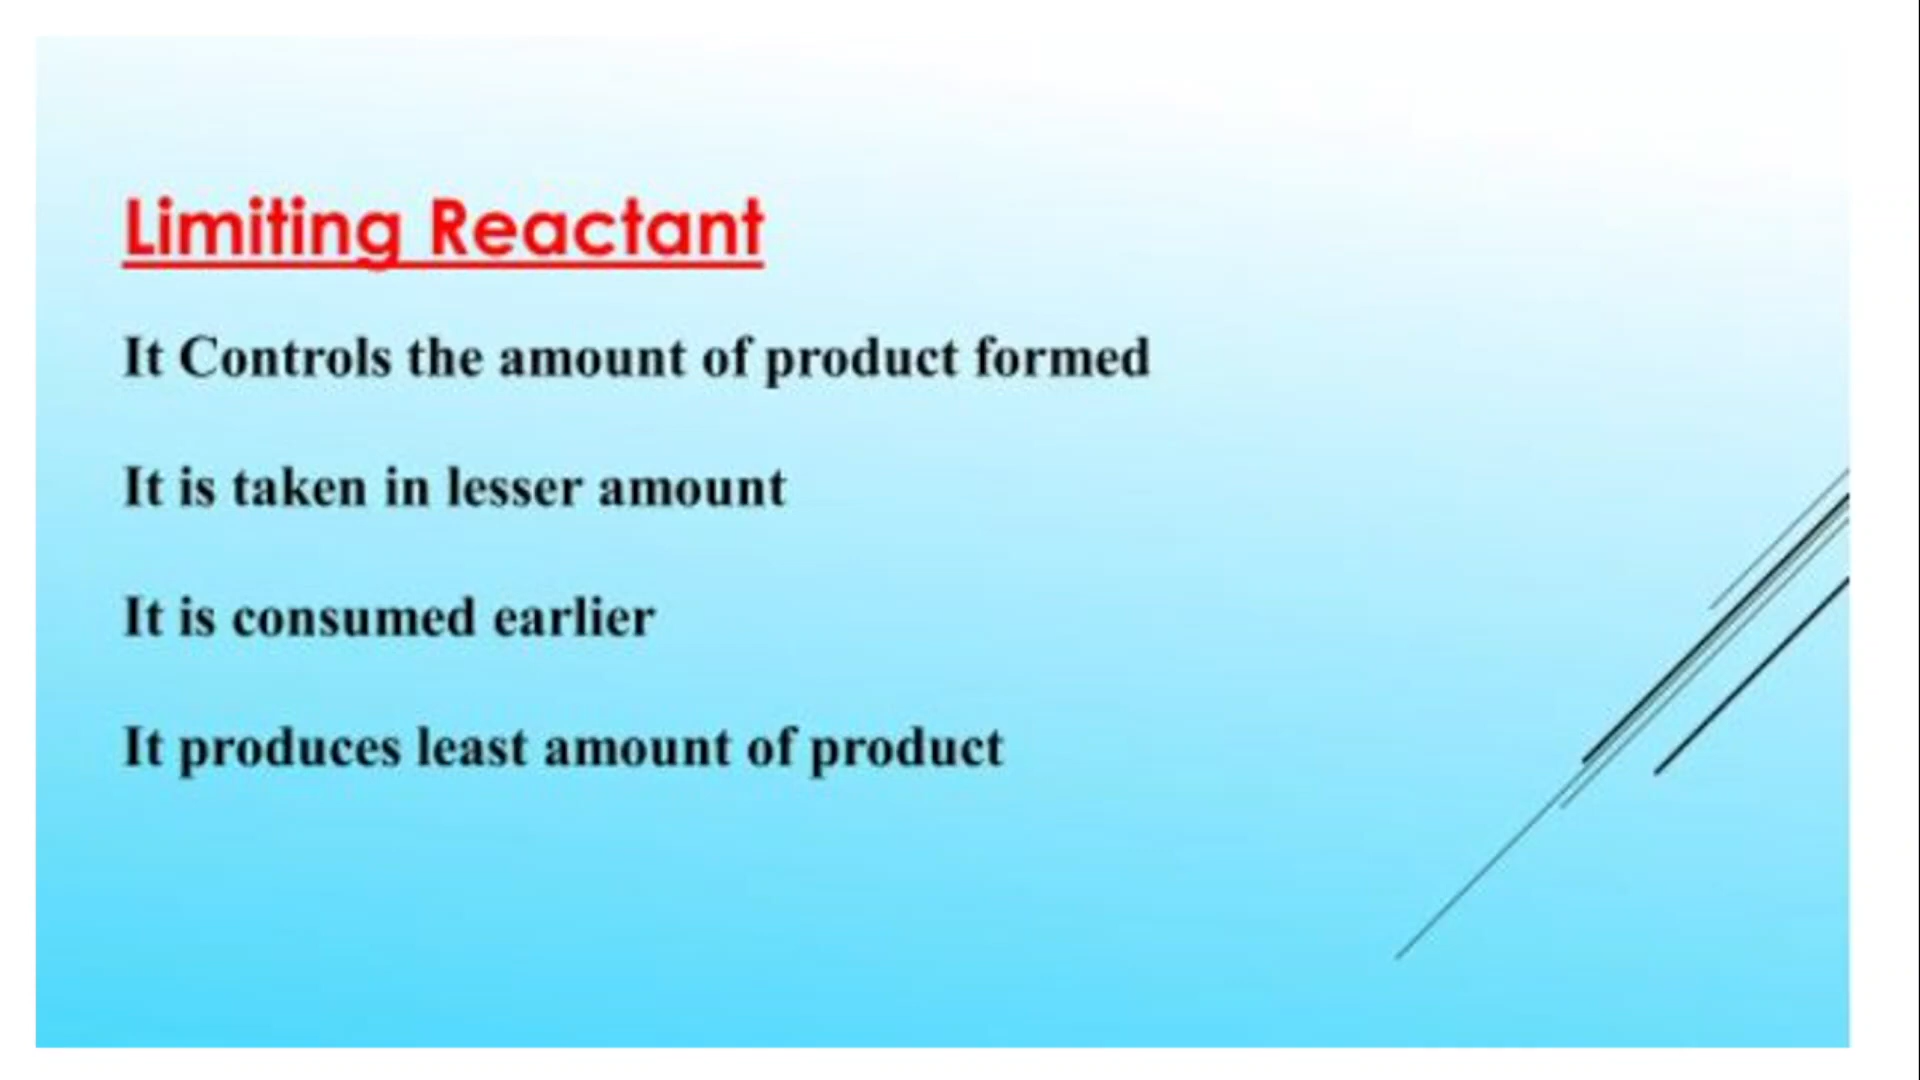 Limiting Reactant
It Controls the amount of product formed
It is taken in lesser amount
It is consumed earlier
It produces least amount of product